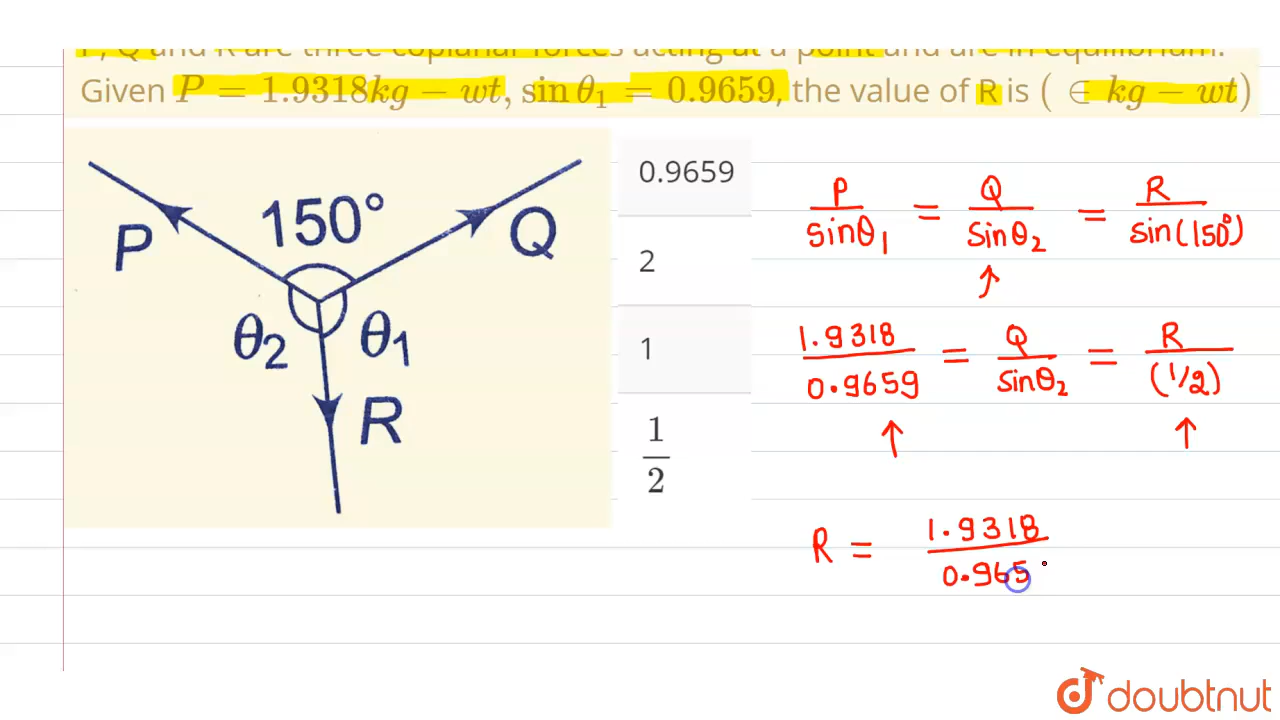 P, Q and R are three coplanar forces acting at a point and are in equilibrium.
Given P = 1.9318kg − wt, sin θ₁ = 0.9659, the value of R is (∈ kg − wt)
150°
P
Q
θ₂
θ₁
R
0.9659
2
1
1/2
P/sinθ₁ = Q/sinθ₂ = R/sin(150°)
1.9318/0.9659 = Q/sinθ₂ = R/(1/2)
R = 1.9318/0.965
doubtnut